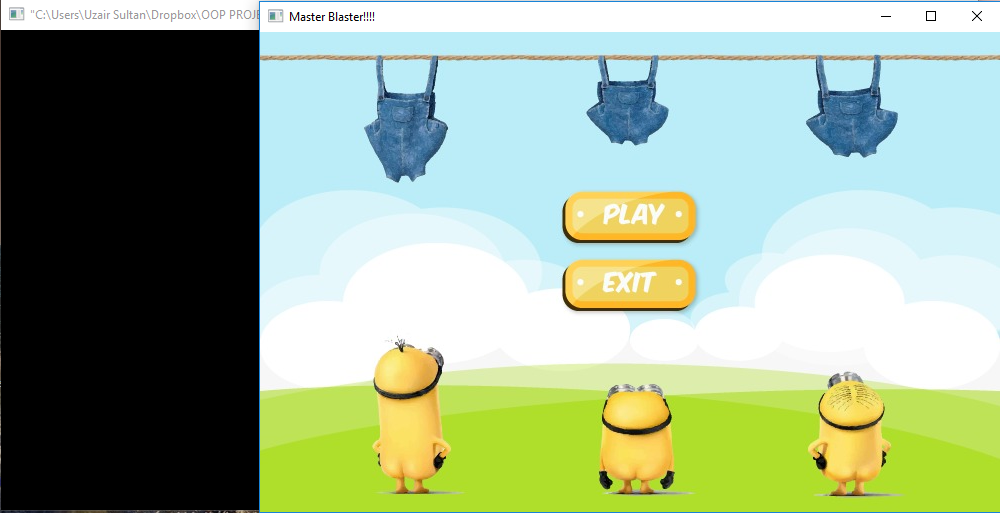 "C:\Users\Uzair Sultan\Dropbox\OOP PROJE
Master Blaster!!!!
PLAY
EXIT